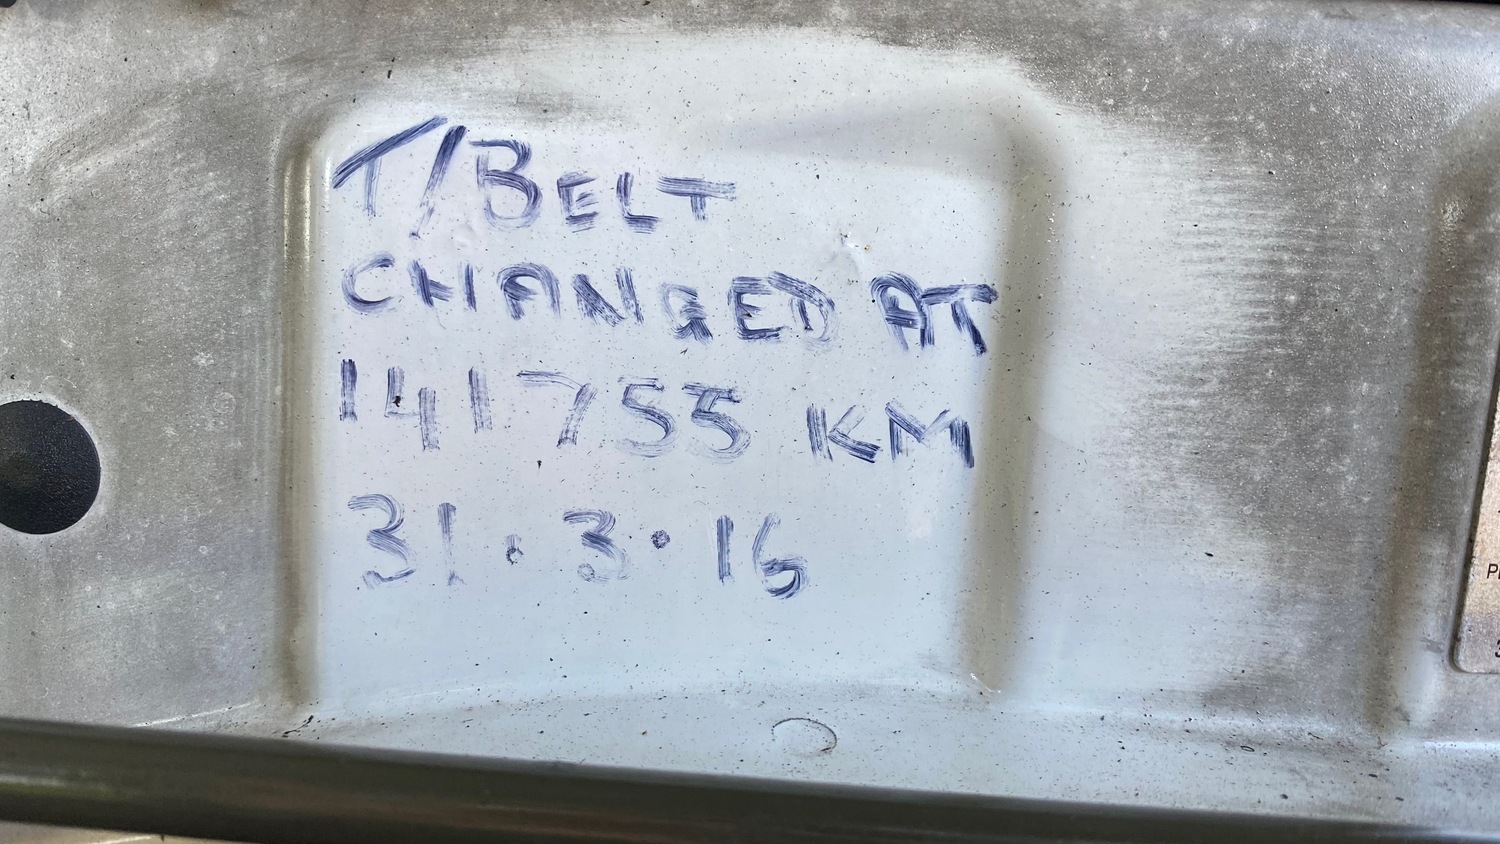 T/BELT
CHANGED AT
141755 KM
31·3·16